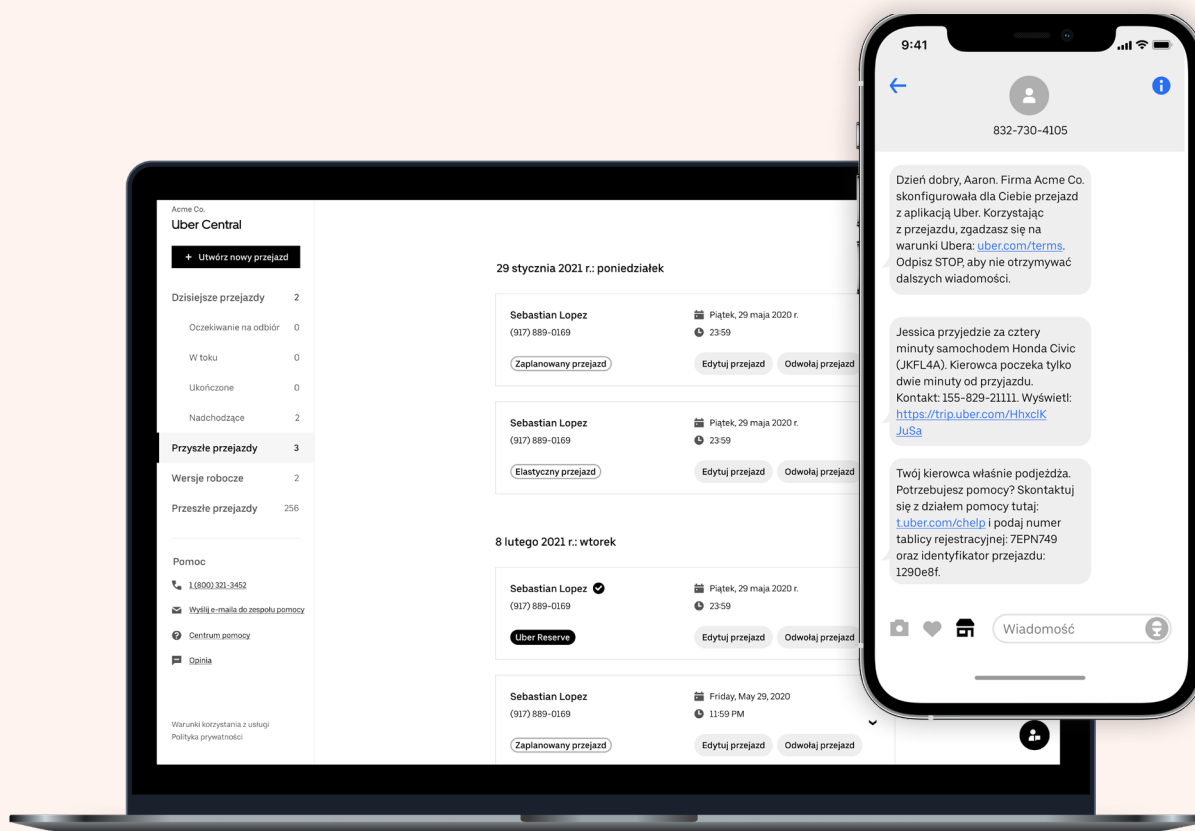 Acme Co.
Uber Central
+ Utwórz nowy przejazd
Dzisiejsze przejazdy 2
Oczekiwanie na odbiór 0
W toku 0
Ukończone 0
Nadchodzące 2
Przyszłe przejazdy 3
Wersje robocze 2
Przeszłe przejazdy 256
Pomoc
1 (800) 321-3452
Wyślij e-maila do zespołu pomocy
Centrum pomocy
Opinia
Warunki korzystania z usługi
Polityka prywatności
29 stycznia 2021 r.: poniedziałek
Sebastian Lopez Piątek, 29 maja 2020 r.
(917) 889-0169 23:59
Zaplanowany przejazd Edytuj przejazd Odwołaj przejazd
Sebastian Lopez Piątek, 29 maja 2020 r.
(917) 889-0169 23:59
Elastyczny przejazd Edytuj przejazd Odwołaj przejazd
8 lutego 2021 r.: wtorek
Sebastian Lopez Piątek, 29 maja 2020 r.
(917) 889-0169 23:59
Uber Reserve Edytuj przejazd Odwołaj przejazd
Sebastian Lopez Friday, May 29, 2020
(917) 889-0169 11:59 PM
Zaplanowany przejazd Edytuj przejazd Odwołaj przejazd
9:41
832-730-4105
Dzień dobry, Aaron. Firma Acme Co.
skonfigurowała dla Ciebie przejazd
z aplikacją Uber. Korzystając
z przejazdu, zgadzasz się na
warunki Ubera: uber.com/terms.
Odpisz STOP, aby nie otrzymywać
dalszych wiadomości.
Jessica przyjedzie za cztery
minuty samochodem Honda Civic
(JKFL4A). Kierowca poczeka tylko
dwie minuty od przyjazdu.
Kontakt: 155-829-21111. Wyświetl:
https://trip.uber.com/HhxclK
JuSa
Twój kierowca właśnie podjeżdża.
Potrzebujesz pomocy? Skontaktuj
się z działem pomocy tutaj:
t.uber.com/chelp i podaj numer
tablicy rejestracyjnej: 7EPN749
oraz identyfikator przejazdu:
1290e8f.
Wiadomość